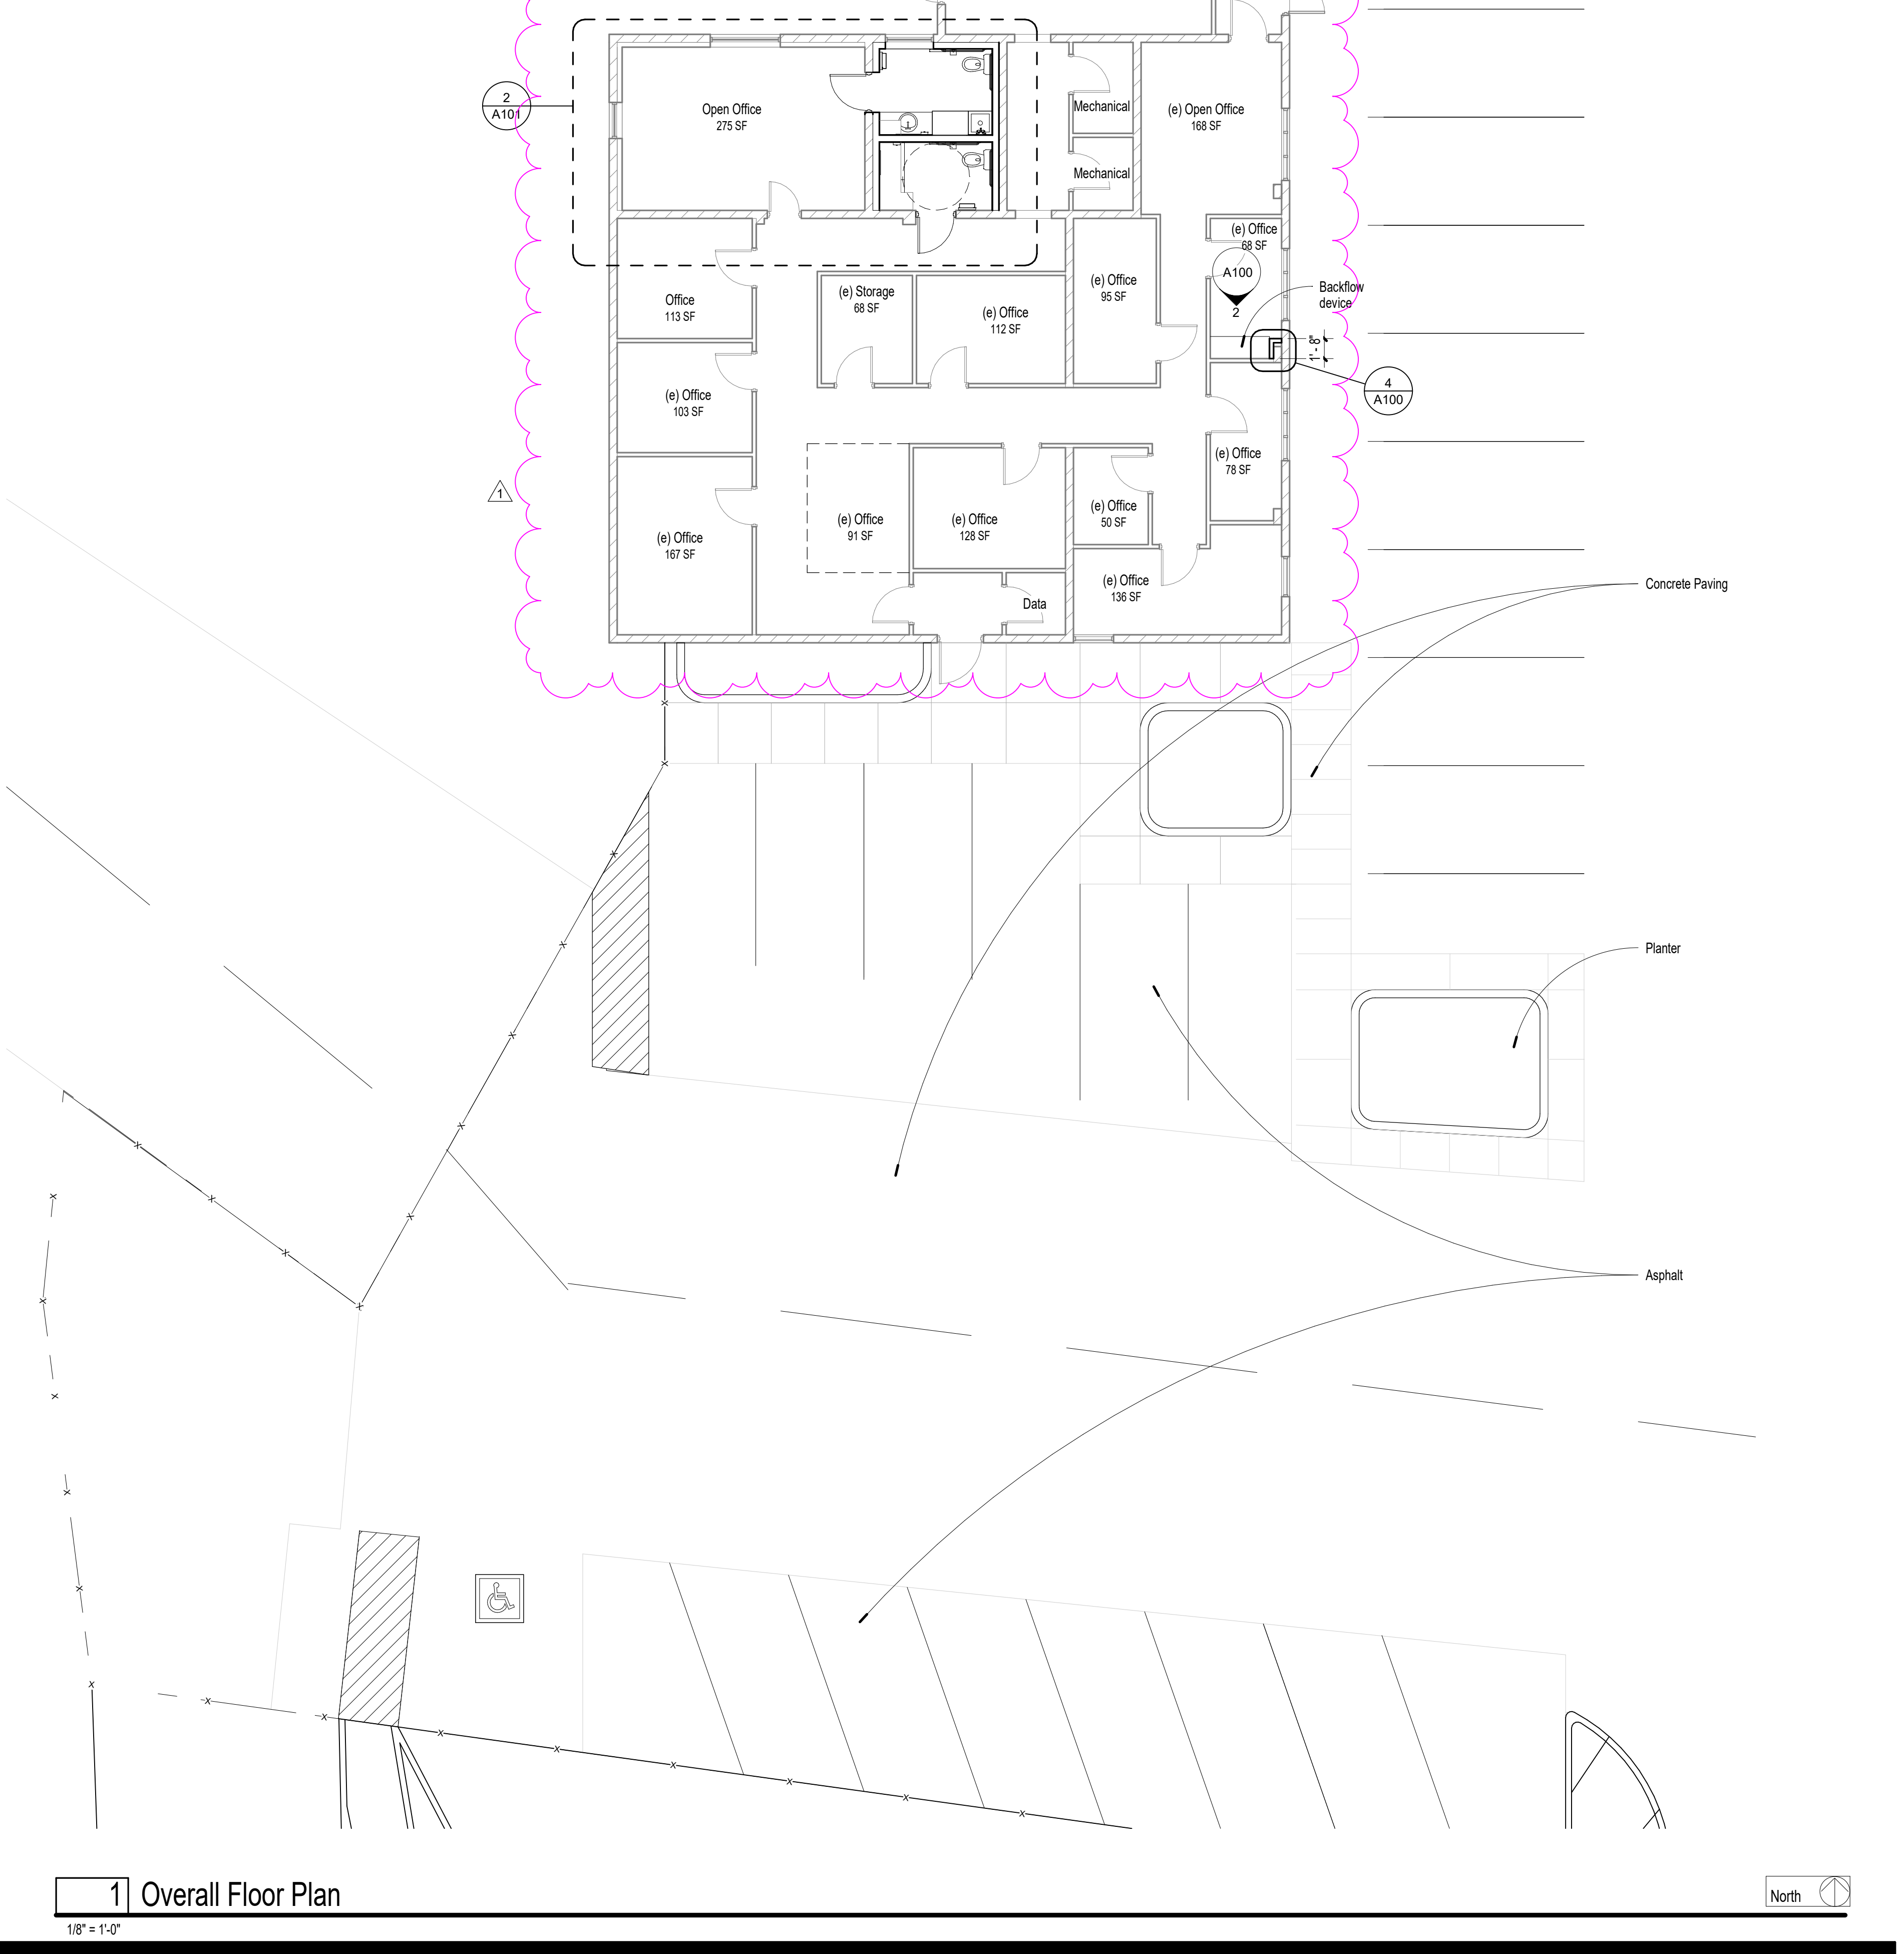 2
A101
Open Office
275 SF
Mechanical
(e) Open Office
168 SF
Mechanical
(e) Office
68 SF
A100
2
Backflow
device
1' - 8"
4
A100
Office
113 SF
(e) Storage
68 SF
(e) Office
112 SF
(e) Office
95 SF
(e) Office
103 SF
(e) Office
78 SF
1
(e) Office
167 SF
(e) Office
91 SF
(e) Office
128 SF
(e) Office
50 SF
(e) Office
136 SF
Data
Concrete Paving
Planter
Asphalt
1 Overall Floor Plan
North
1/8" = 1'-0"